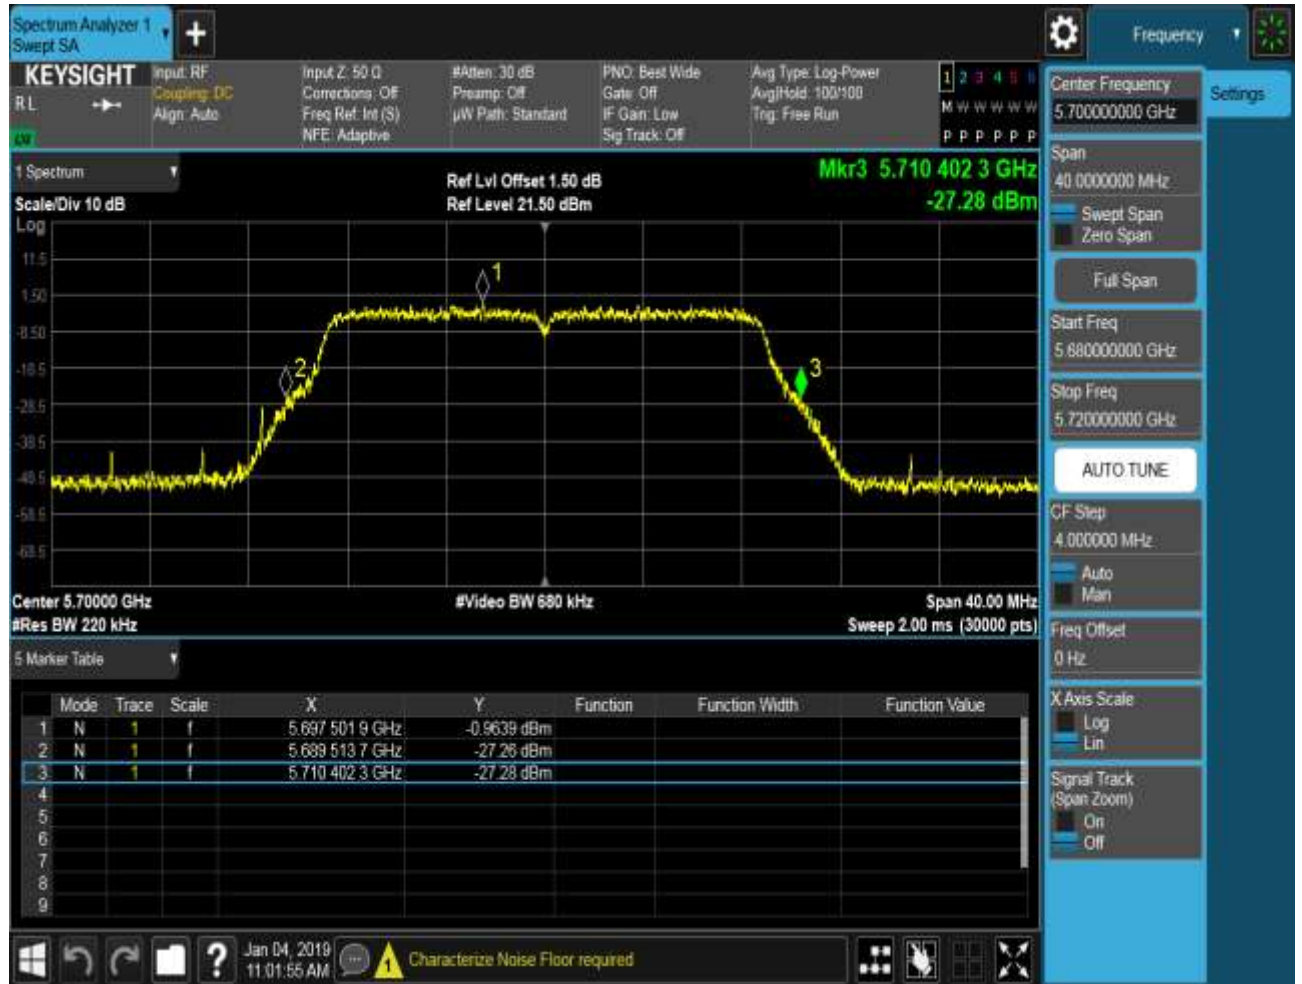 Spectrum Analyzer 1
Swept SA
+
Frequency
KEYSIGHT
RL
Input: RF
Coupling: DC
Align: Auto
Input Z: 50 Ω
Corrections: Off
Freq Ref: Int (S)
NFE: Adaptive
#Atten: 30 dB
Preamp: Off
µW Path: Standard
PNO: Best Wide
Gate: Off
IF Gain: Low
Sig Track: Off
Avg Type: Log-Power
Avg|Hold: 100/100
Trig: Free Run
1 2 3 4 5 6
M W W W W W
P P P P P P
1 Spectrum
Scale/Div 10 dB
Log
Ref Lvl Offset 1.50 dB
Ref Level 21.50 dBm
Mkr3 5.710 402 3 GHz
-27.28 dBm
11.5
1.50
-8.50
-18.5
-28.5
-38.5
-48.5
-58.5
-68.5
1
2
3
Center 5.70000 GHz
#Res BW 220 kHz
#Video BW 680 kHz
Span 40.00 MHz
Sweep 2.00 ms (30000 pts)
5 Marker Table
Mode Trace Scale X Y Function Function Width Function Value
1 N 1 f 5.697 501 9 GHz -0.9639 dBm
2 N 1 f 5.689 513 7 GHz -27.26 dBm
3 N 1 f 5.710 402 3 GHz -27.28 dBm
4
5
6
7
8
9
Center Frequency
5.700000000 GHz
Settings
Span
40.0000000 MHz
Swept Span
Zero Span
Full Span
Start Freq
5.680000000 GHz
Stop Freq
5.720000000 GHz
AUTO TUNE
CF Step
4.000000 MHz
Auto
Man
Freq Offset
0 Hz
X Axis Scale
Log
Lin
Signal Track
(Span Zoom)
On
Off
?
Jan 04, 2019
11:01:55 AM
1
Characterize Noise Floor required